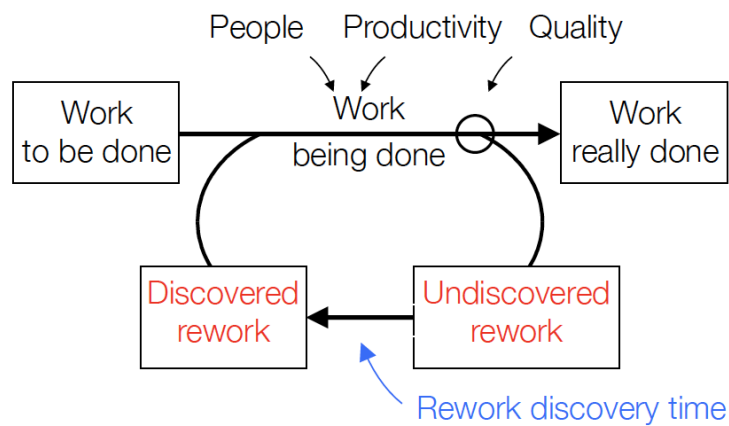 People
Productivity
Quality
Work
to be done
Work
being done
Work
really done
Discovered
rework
Undiscovered
rework
Rework discovery time